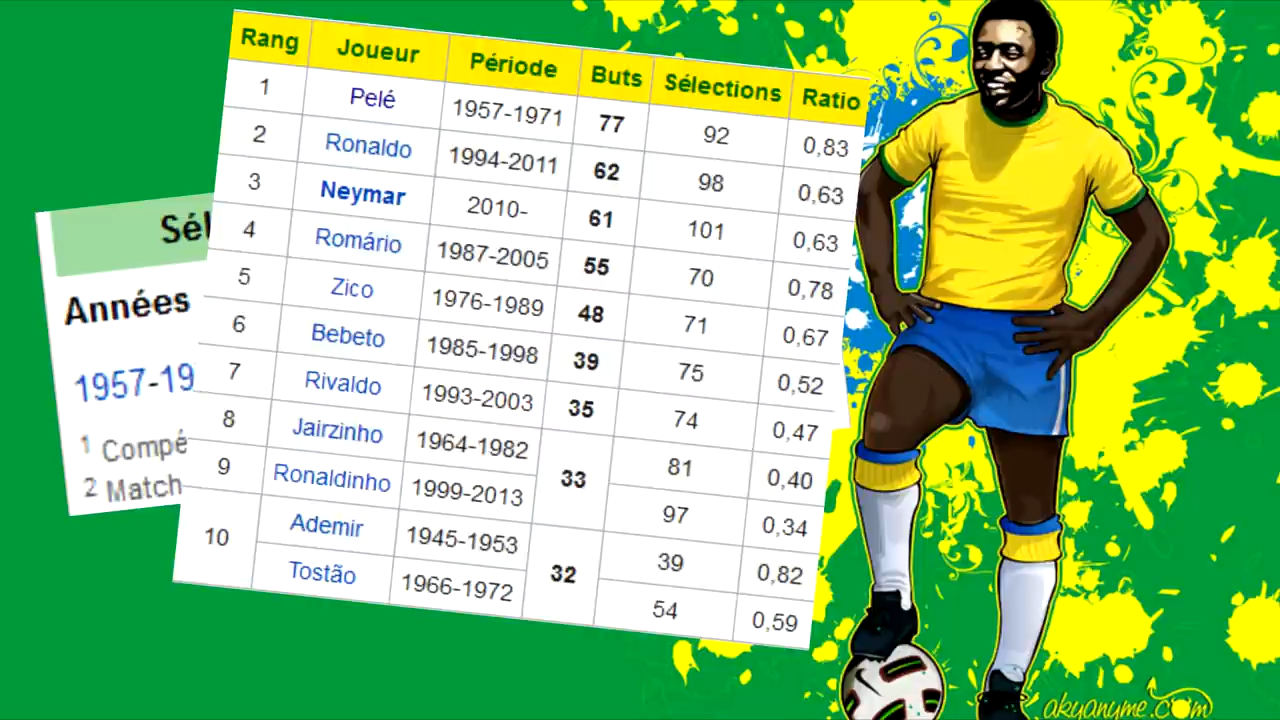 Rang Joueur Période Buts Sélections Ratio
1 Pelé 1957-1971 77 92 0,83
2 Ronaldo 1994-2011 62 98 0,63
3 Neymar 2010- 61 101 0,63
4 Romário 1987-2005 55 70 0,78
5 Zico 1976-1989 48 71 0,67
6 Bebeto 1985-1998 39 75 0,52
7 Rivaldo 1993-2003 35 74 0,47
8 Jairzinho 1964-1982 33 81 0,40
9 Ronaldinho 1999-2013 97 0,34
10 Ademir 1945-1953 32 39 0,82
Tostão 1966-1972 54 0,59
Sél
Années
1957-19
1 Compé
2 Match
akyanyme.com